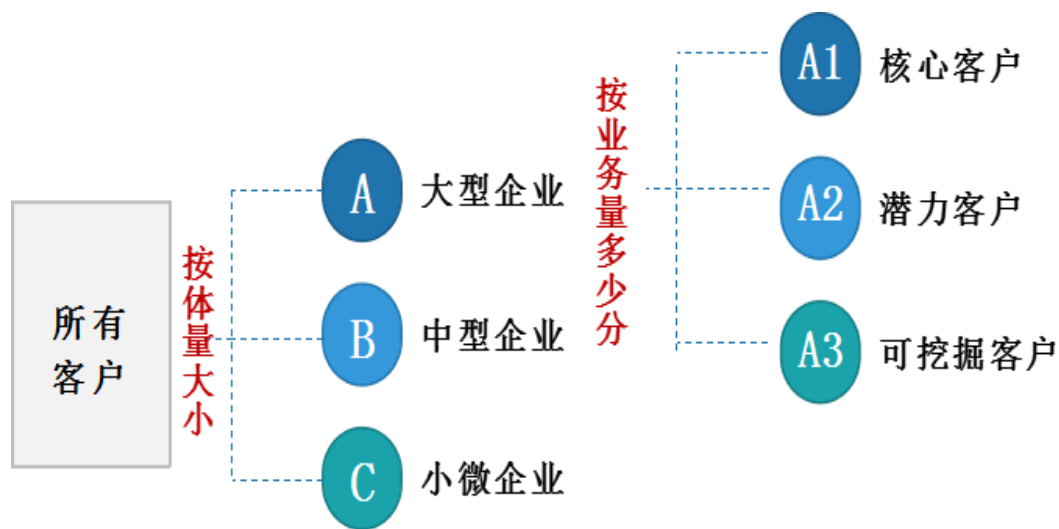 所有
客户
按体量大小
A
大型企业
B
中型企业
C
小微企业
按业务量多少分
A1
核心客户
A2
潜力客户
A3
可挖掘客户